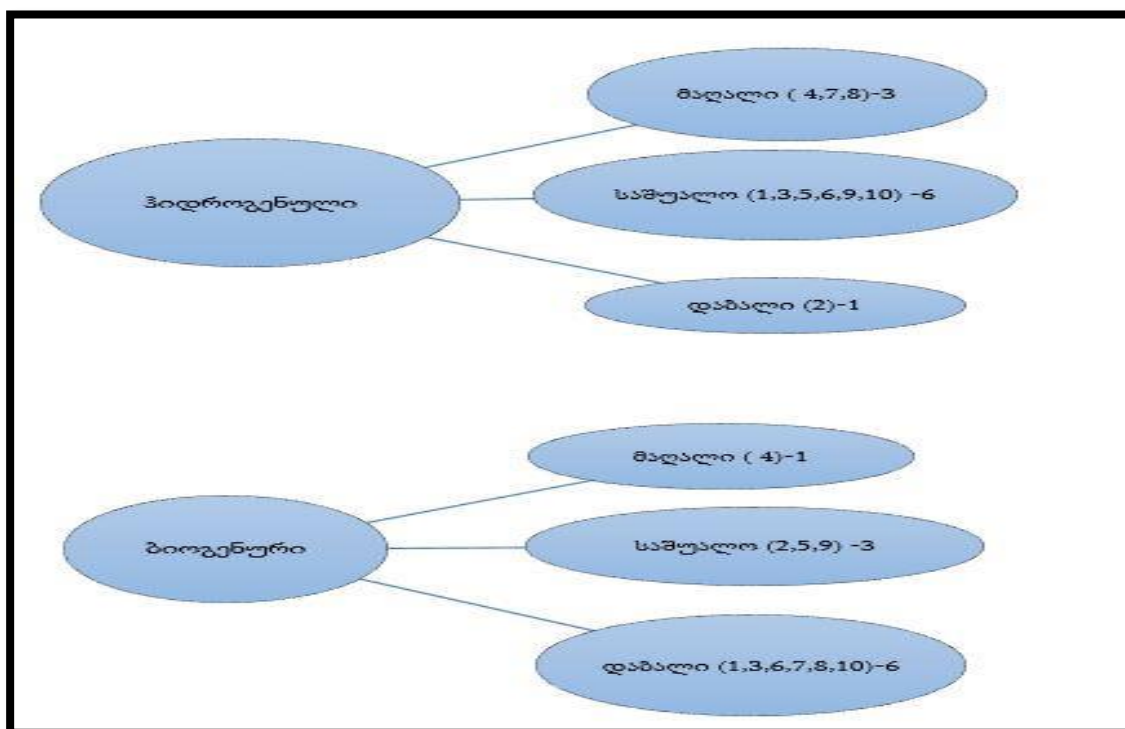 ჰიდროგენული
მაღალი ( 4,7,8)-3
საშუალო (1,3,5,6,9,10) -6
დაბალი (2)-1
ბიოგენური
მაღალი ( 4)-1
საშუალო (2,5,9) -3
დაბალი (1,3,6,7,8,10)-6